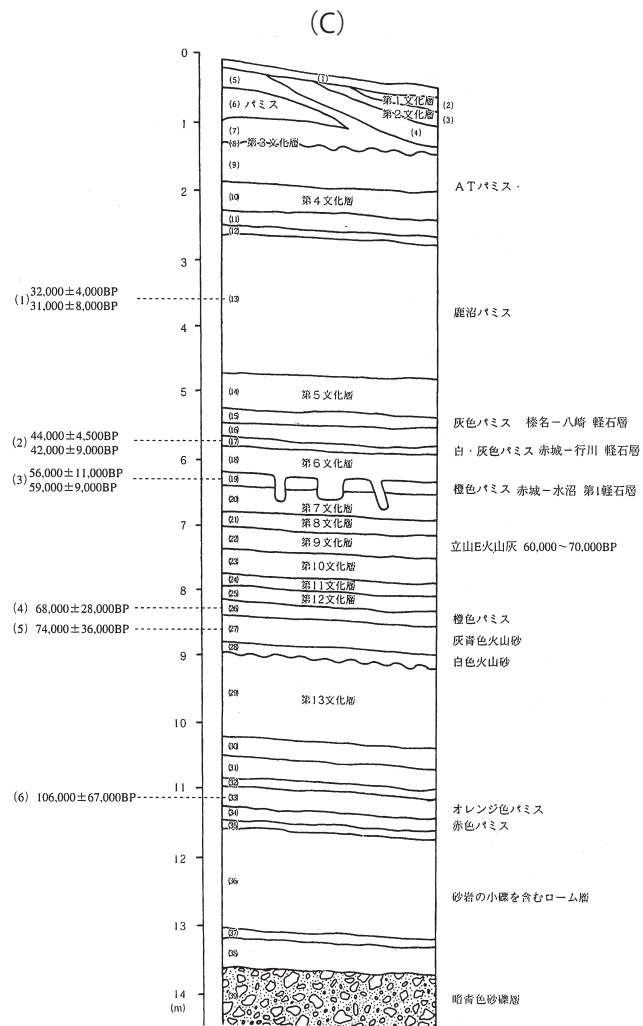 (C)
0
1
2
3
4
5
6
7
8
9
10
11
12
13
14
(m)
(1) 32,000±4,000BP
31,000±8,000BP
(2) 44,000±4,500BP
42,000±9,000BP
(3) 56,000±11,000BP
59,000±9,000BP
(4) 68,000±28,000BP
(5) 74,000±36,000BP
(6) 106,000±67,000BP
(1)
第1文化層
(2)
第2文化層
(3)
(4)
(5)
(6) パミス
(7)
(8) 第3文化層
(9)
(10) 第4文化層
(11)
(12)
(13)
(14) 第5文化層
(15)
(16)
(17)
(18) 第6文化層
(19)
(20) 第7文化層
(21) 第8文化層
(22) 第9文化層
(23) 第10文化層
(24) 第11文化層
(25) 第12文化層
(26)
(27)
(28)
(29) 第13文化層
(30)
(31)
(32)
(33)
(34)
(35)
(36)
(37)
(38)
(39)
ATパミス・
鹿沼パミス
灰色パミス 榛名−八崎 軽石層
白・灰色パミス 赤城−行川 軽石層
橙色パミス 赤城−水沼 第1軽石層
立山E火山灰 60,000〜70,000BP
橙色パミス
灰青色火山砂
白色火山砂
オレンジ色パミス
赤色パミス
砂岩の小礫を含むローム層
暗青色砂礫層